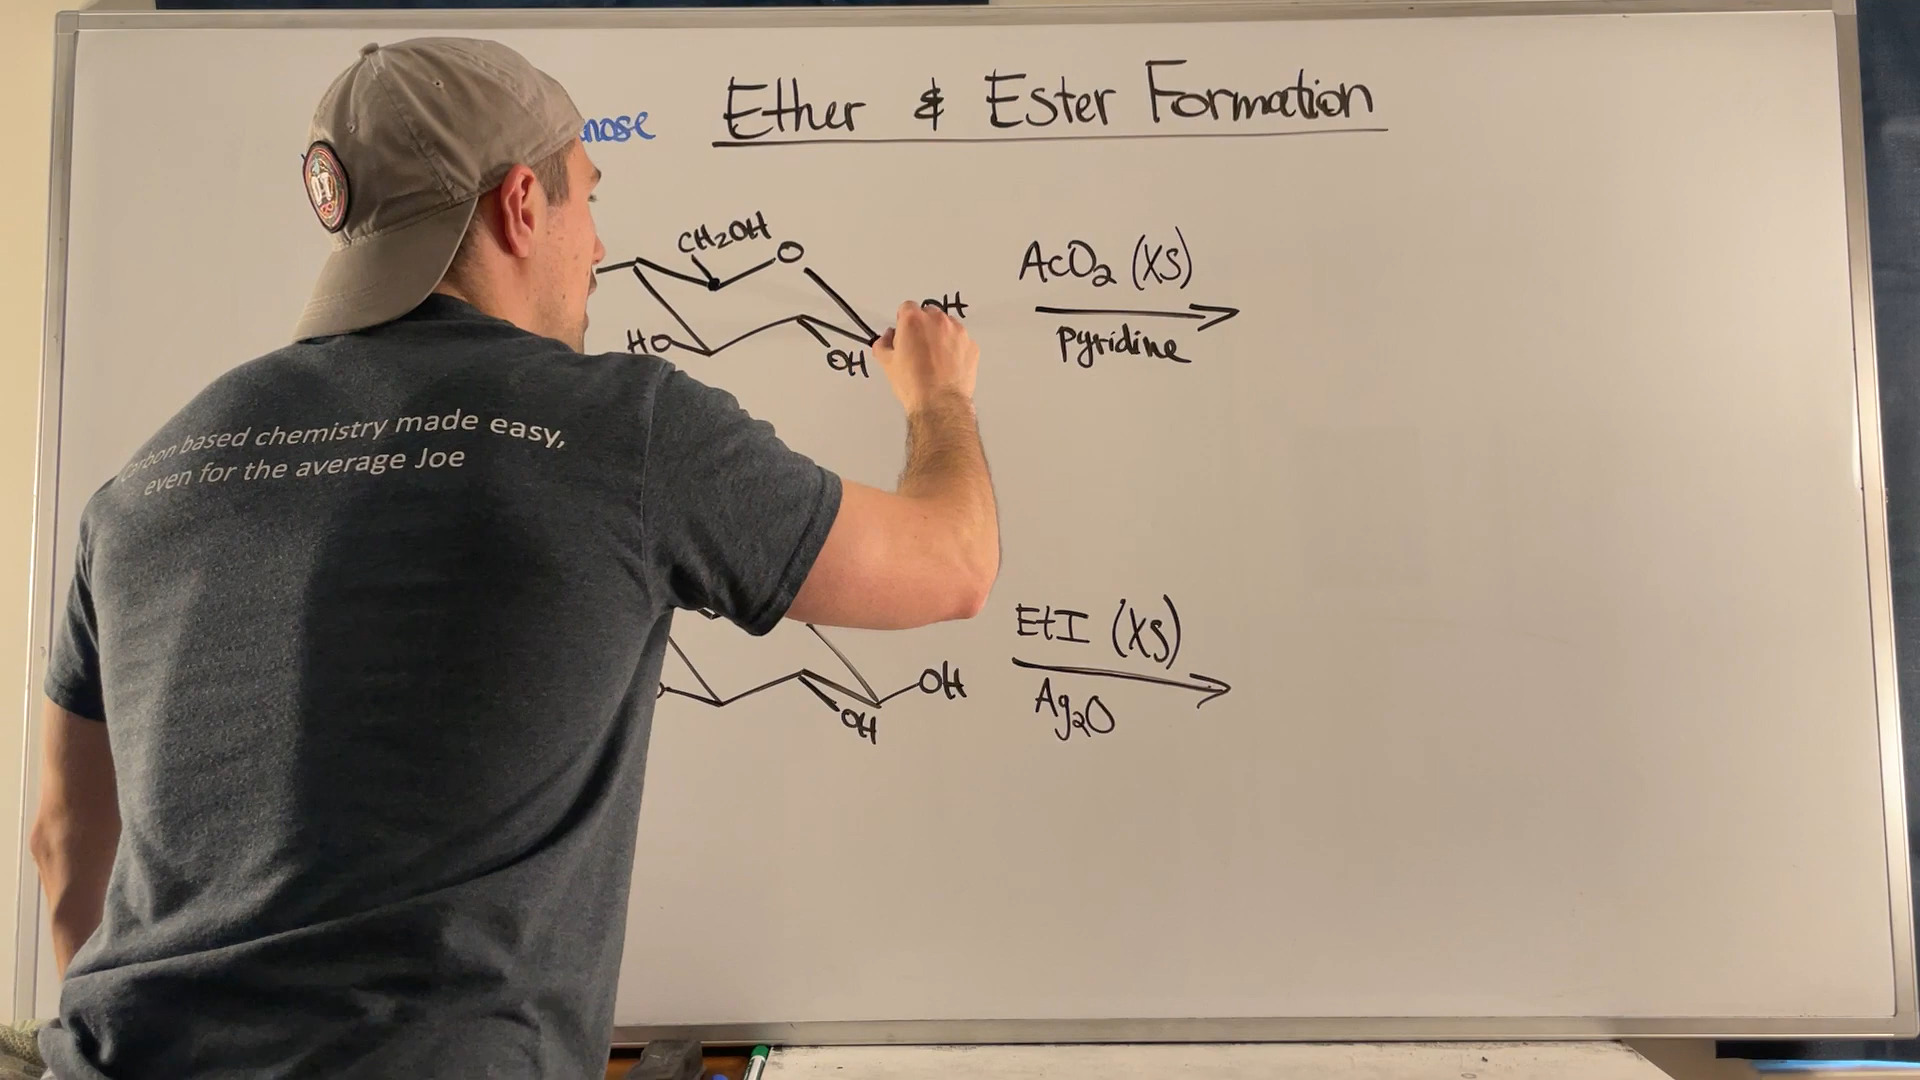 Ether & Ester Formation
CH₂OH
O
HO
OH
OH
AcO₂ (XS)
pyridine
based chemistry made easy,
even for the average Joe
EtI (XS)
Ag₂O
OH
OH